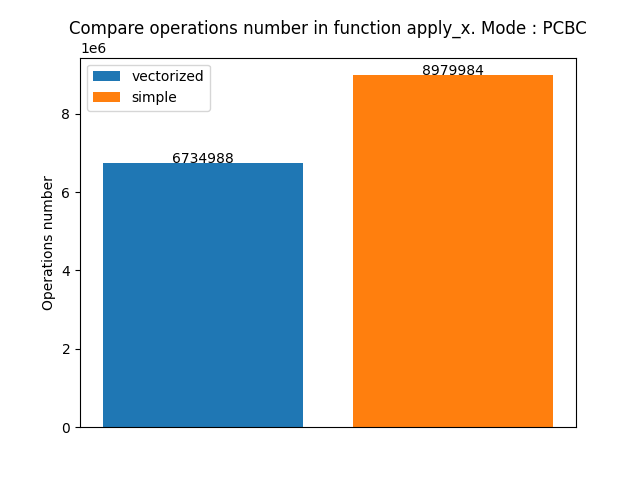 Compare operations number in function apply_x. Mode : PCBC
1e6
vectorized
simple
8979984
6734988
Operations number
8
6
4
2
0